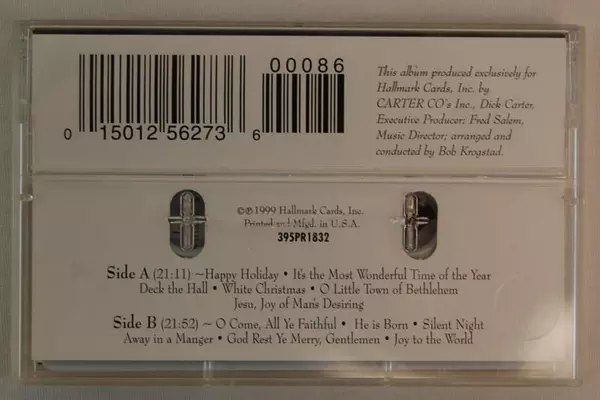 00086
0 15012 56273 6
This album produced exclusively for
Hallmark Cards, Inc. by
CARTER CO's Inc., Dick Carter,
Executive Producer; Fred Salem,
Music Director; arranged and
conducted by Bob Krogstad.
©℗ 1999 Hallmark Cards, Inc.
Printed and Mfgd. in U.S.A.
395PR1832
Side A (21:11) ~Happy Holiday • It's the Most Wonderful Time of the Year
Deck the Hall • White Christmas • O Little Town of Bethlehem
Jesu, Joy of Man's Desiring
Side B (21:52) ~ O Come, All Ye Faithful • He is Born • Silent Night
Away in a Manger • God Rest Ye Merry, Gentlemen • Joy to the World